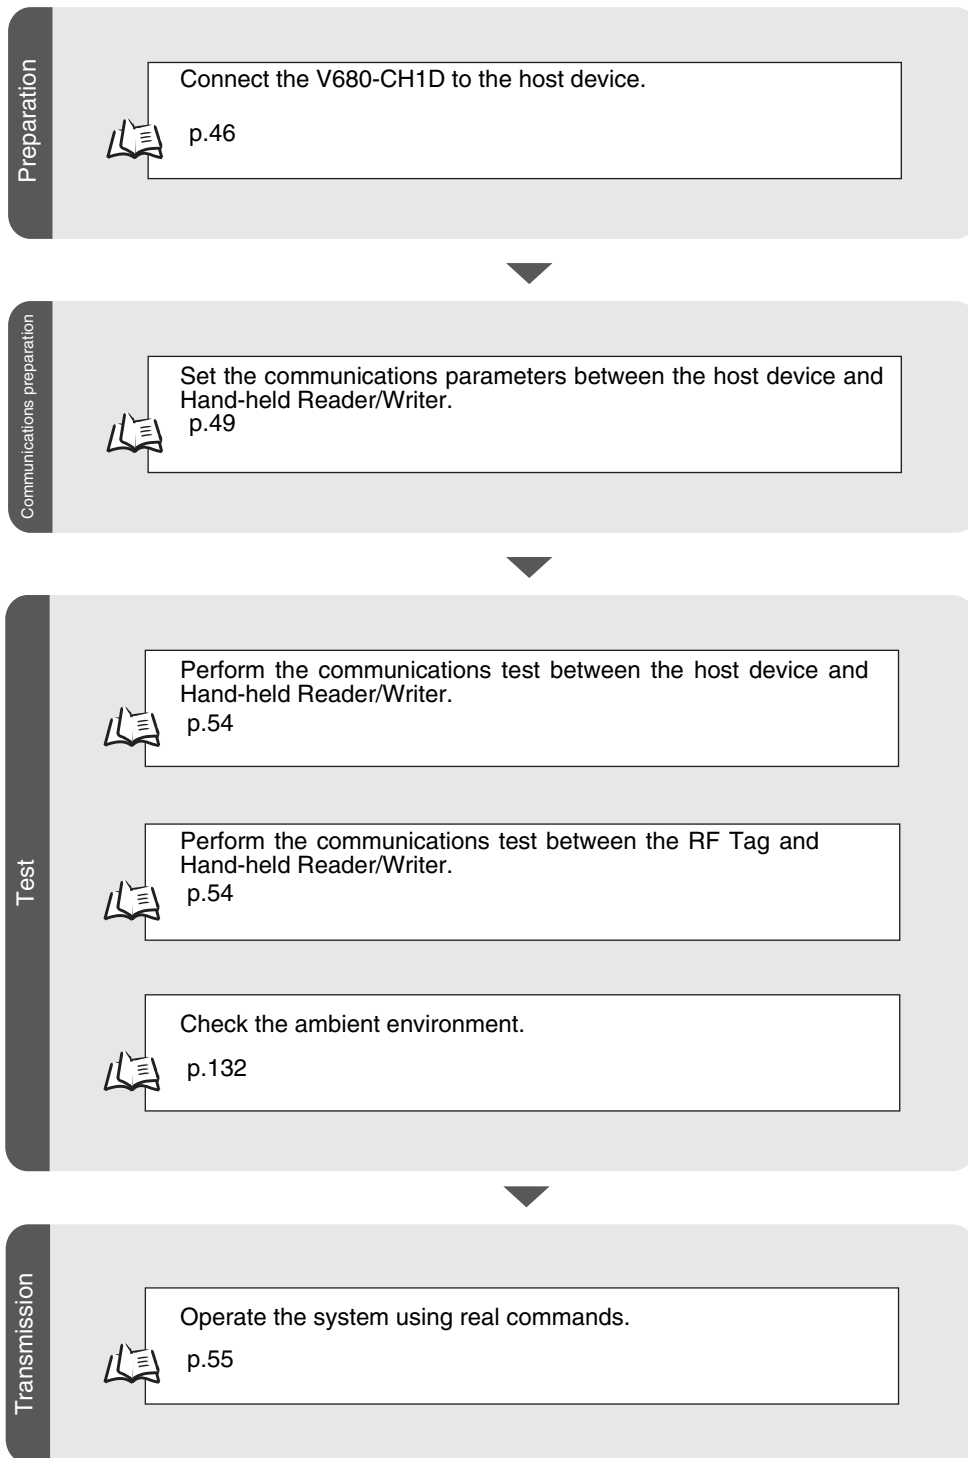 Preparation
Connect the V680-CH1D to the host device.
p.46
Communications preparation
Set the communications parameters between the host device and
Hand-held Reader/Writer.
p.49
Test
Perform the communications test between the host device and
Hand-held Reader/Writer.
p.54
Perform the communications test between the RF Tag and
Hand-held Reader/Writer.
p.54
Check the ambient environment.
p.132
Transmission
Operate the system using real commands.
p.55